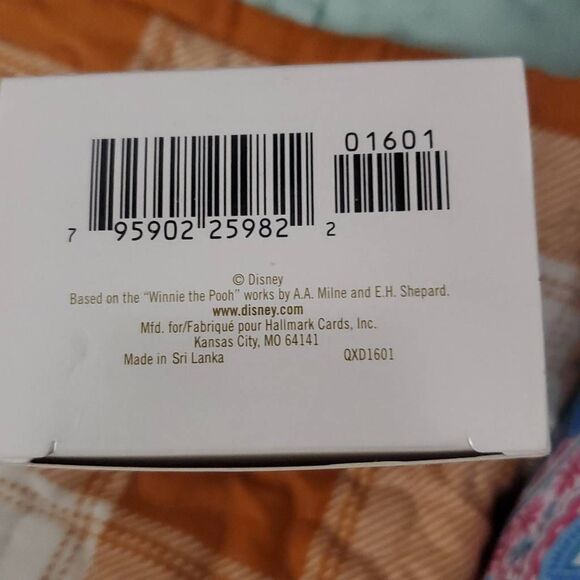 01601
7 95902 25982 2
© Disney
Based on the “Winnie the Pooh” works by A.A. Milne and E.H. Shepard.
www.disney.com
Mfd. for/Fabriqué pour Hallmark Cards, Inc.
Kansas City, MO 64141
Made in Sri Lanka QXD1601